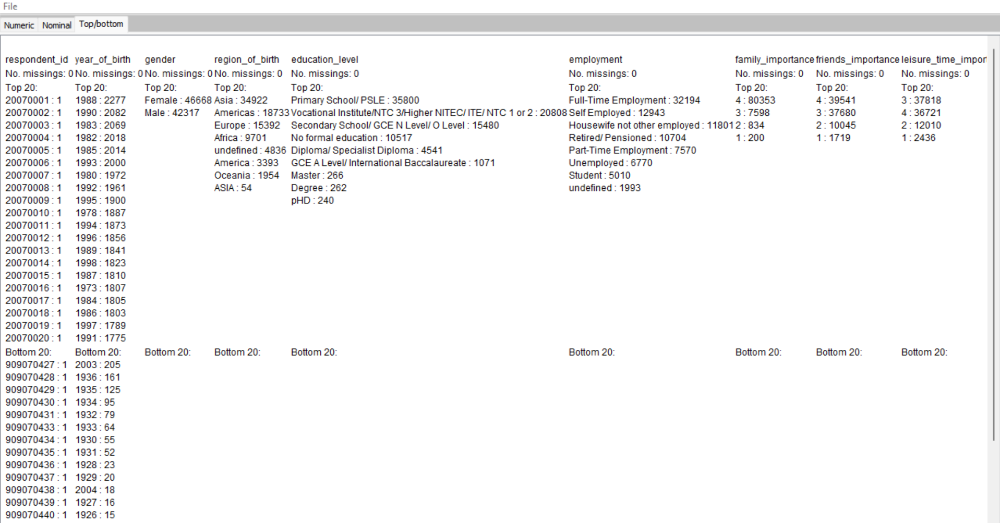 File
Numeric Nominal Top/bottom
respondent_id year_of_birth gender region_of_birth education_level employment family_importance friends_importance leisure_time_impor
No. missings: 0 No. missings: 0 No. missings: 0 No. missings: 0 No. missings: 0 No. missings: 0 No. missings: 0 No. missings: 0 No. missings: 0
Top 20: Top 20: Top 20: Top 20: Top 20: Top 20: Top 20: Top 20: Top 20:
20070001 : 1 1988 : 2277 Female : 46668 Asia : 34922 Primary School/ PSLE : 35800 Full-Time Employment : 32194 4 : 80353 4 : 39541 3 : 37818
20070002 : 1 1990 : 2082 Male : 42317 Americas : 18733 Vocational Institute/NTC 3/Higher NITEC/ ITE/ NTC 1 or 2 : 20808 Self Employed : 12943 3 : 7598 3 : 37680 4 : 36721
20070003 : 1 1983 : 2069 Europe : 15392 Secondary School/ GCE N Level/ O Level : 15480 Housewife not other employed : 11801 2 : 834 2 : 10045 2 : 12010
20070004 : 1 1982 : 2018 Africa : 9701 No formal education : 10517 Retired/ Pensioned : 10704 1 : 200 1 : 1719 1 : 2436
20070005 : 1 1985 : 2014 undefined : 4836 Diploma/ Specialist Diploma : 4541 Part-Time Employment : 7570
20070006 : 1 1993 : 2000 America : 3393 GCE A Level/ International Baccalaureate : 1071 Unemployed : 6770
20070007 : 1 1980 : 1972 Oceania : 1954 Master : 266 Student : 5010
20070008 : 1 1992 : 1961 ASIA : 54 Degree : 262 undefined : 1993
20070009 : 1 1995 : 1900 pHD : 240
20070010 : 1 1978 : 1887
20070011 : 1 1994 : 1873
20070012 : 1 1996 : 1856
20070013 : 1 1989 : 1841
20070014 : 1 1998 : 1823
20070015 : 1 1987 : 1810
20070016 : 1 1973 : 1807
20070017 : 1 1984 : 1805
20070018 : 1 1986 : 1803
20070019 : 1 1997 : 1789
20070020 : 1 1991 : 1775
Bottom 20: Bottom 20: Bottom 20: Bottom 20: Bottom 20: Bottom 20: Bottom 20: Bottom 20: Bottom 20:
909070427 : 1 2003 : 205
909070428 : 1 1936 : 161
909070429 : 1 1935 : 125
909070430 : 1 1934 : 95
909070431 : 1 1932 : 79
909070433 : 1 1933 : 64
909070434 : 1 1930 : 55
909070435 : 1 1931 : 52
909070436 : 1 1928 : 23
909070437 : 1 1929 : 20
909070438 : 1 2004 : 18
909070439 : 1 1927 : 16
909070440 : 1 1926 : 15